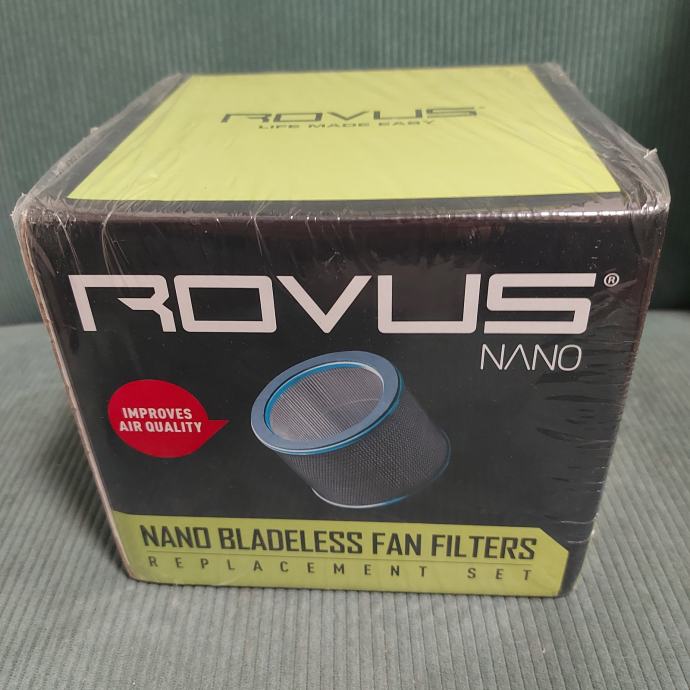 ROVUS®
LIFE MADE EASY
ROVUS®
NANO
IMPROVES
AIR QUALITY
NANO BLADELESS FAN FILTERS
REPLACEMENT SET